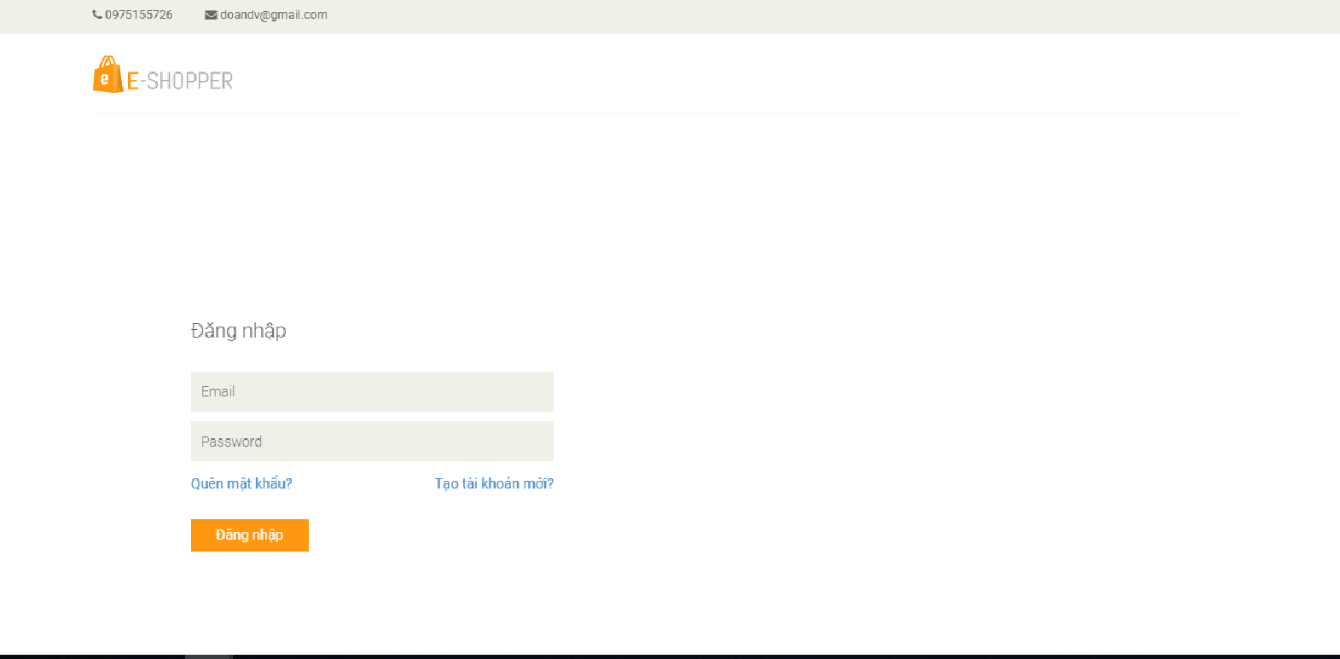 0975155726 doandv@gmail.com
e E-SHOPPER
Đăng nhập
Email
Password
Quên mật khẩu? Tạo tài khoản mới?
Đăng nhập